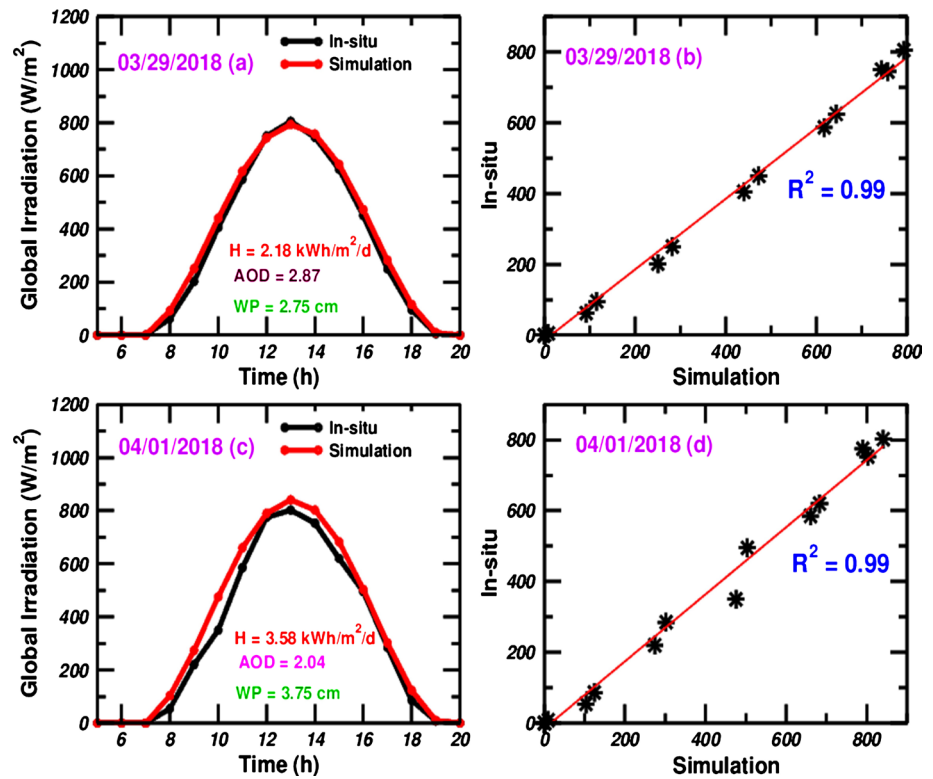 1200
1000
800
600
400
200
0
Global Irradiation (W/m²)
03/29/2018 (a)
In-situ
Simulation
H = 2.18 kWh/m²/d
AOD = 2.87
WP = 2.75 cm
6 8 10 12 14 16 18 20
Time (h)
800
600
400
200
0
In-situ
03/29/2018 (b)
R² = 0.99
0 200 400 600 800
Simulation
1200
1000
800
600
400
200
0
Global Irradiation (W/m²)
04/01/2018 (c)
In-situ
Simulation
H = 3.58 kWh/m²/d
AOD = 2.04
WP = 3.75 cm
6 8 10 12 14 16 18 20
Time (h)
800
600
400
200
0
In-situ
04/01/2018 (d)
R² = 0.99
0 200 400 600 800
Simulation